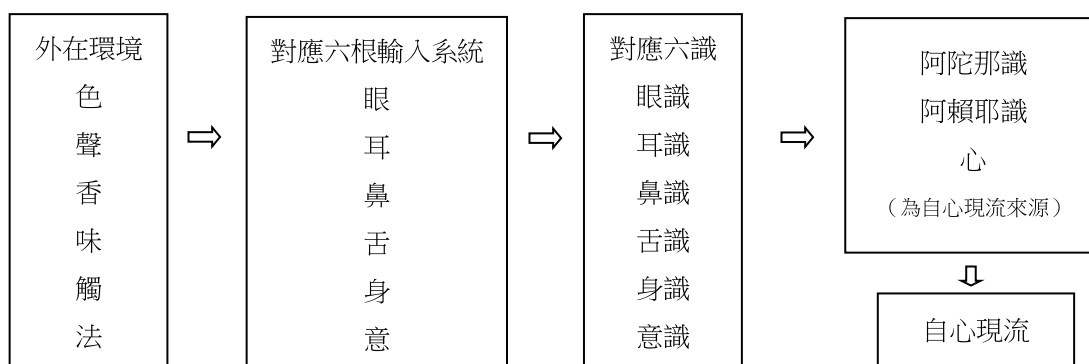 外在環境
色
聲
香
味
觸
法
對應六根輸入系統
眼
耳
鼻
舌
身
意
對應六識
眼識
耳識
鼻識
舌識
身識
意識
阿陀那識
阿賴耶識
心
（為自心現流來源）
自心現流